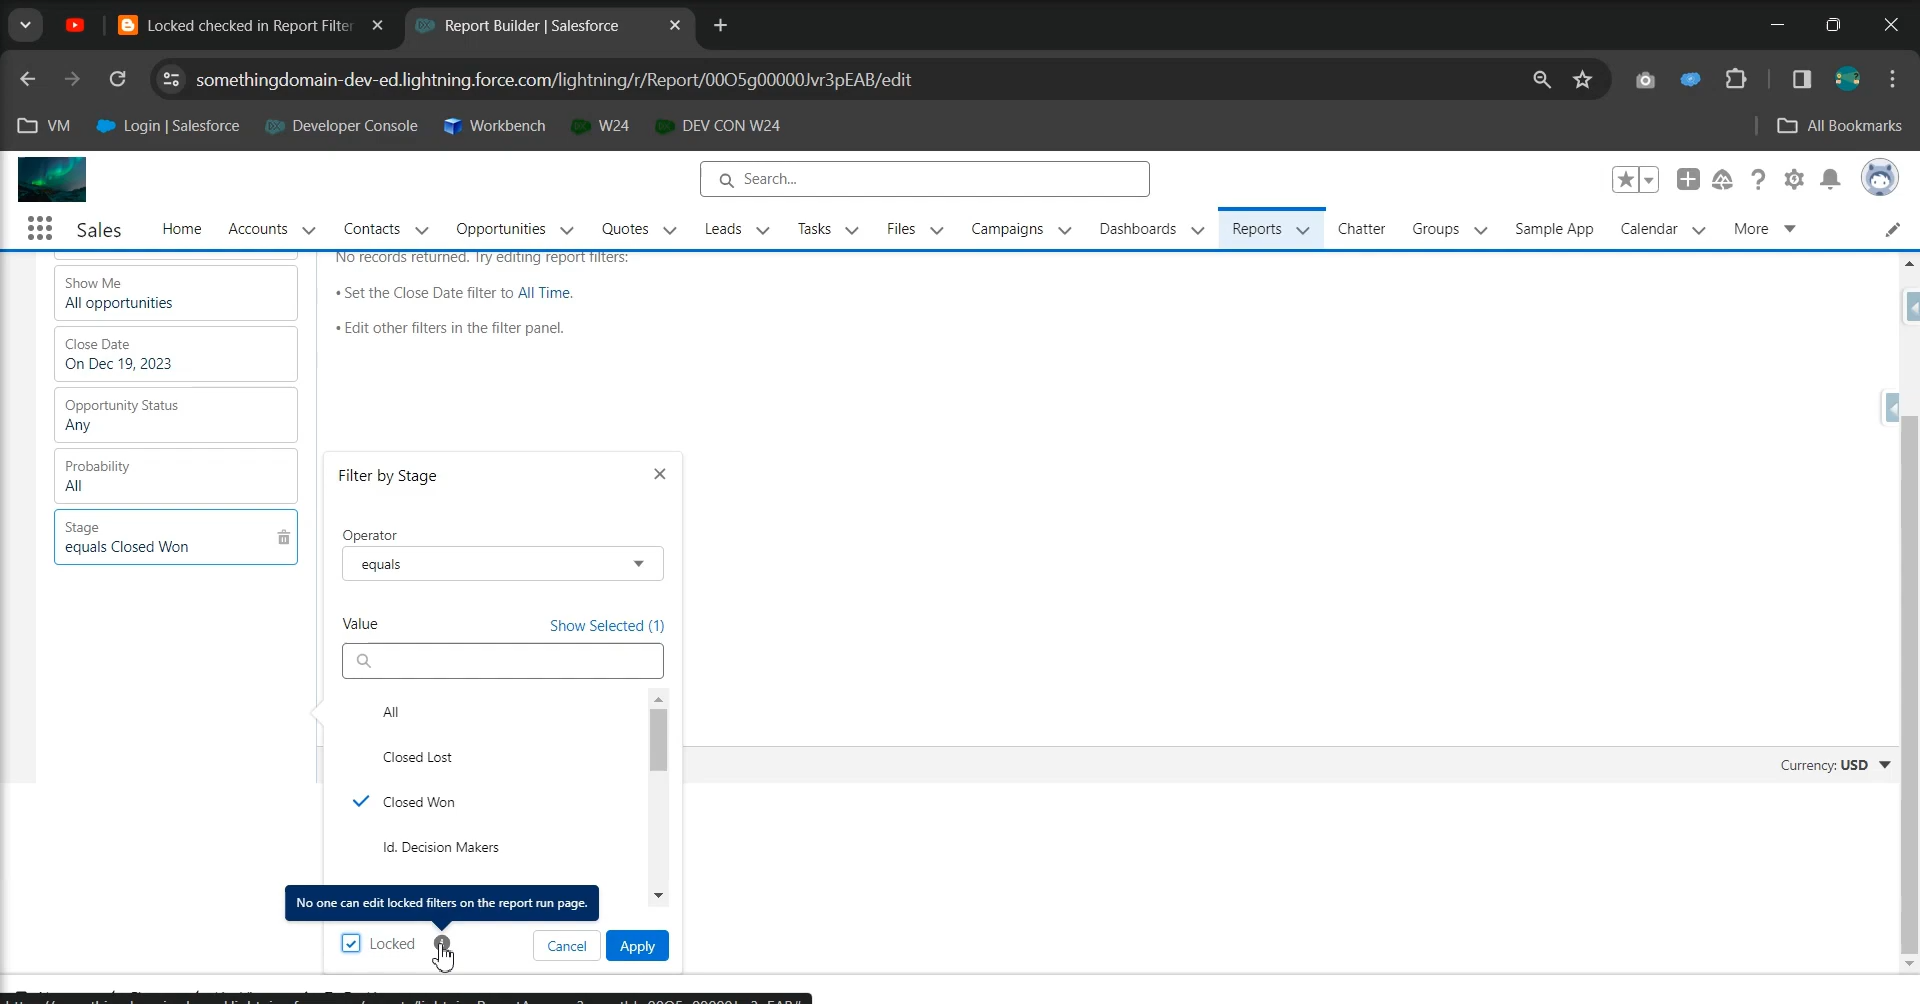 Locked checked in Report Filter
Report Builder | Salesforce
somethingdomain-dev-ed.lightning.force.com/lightning/r/Report/00O5g00000Jvr3pEAB/edit
VM
Login | Salesforce
Developer Console
Workbench
W24
DEV CON W24
All Bookmarks
Search...
Sales
Home
Accounts
Contacts
Opportunities
Quotes
Leads
Tasks
Files
Campaigns
Dashboards
Reports
Chatter
Groups
Sample App
Calendar
More
No records returned. Try editing report filters:
• Set the Close Date filter to All Time.
• Edit other filters in the filter panel.
Show Me
All opportunities
Close Date
On Dec 19, 2023
Opportunity Status
Any
Probability
All
Stage
equals Closed Won
Filter by Stage
Operator
equals
Value
Show Selected (1)
All
Closed Lost
Closed Won
Id. Decision Makers
No one can edit locked filters on the report run page.
Locked
Cancel
Apply
Currency: USD